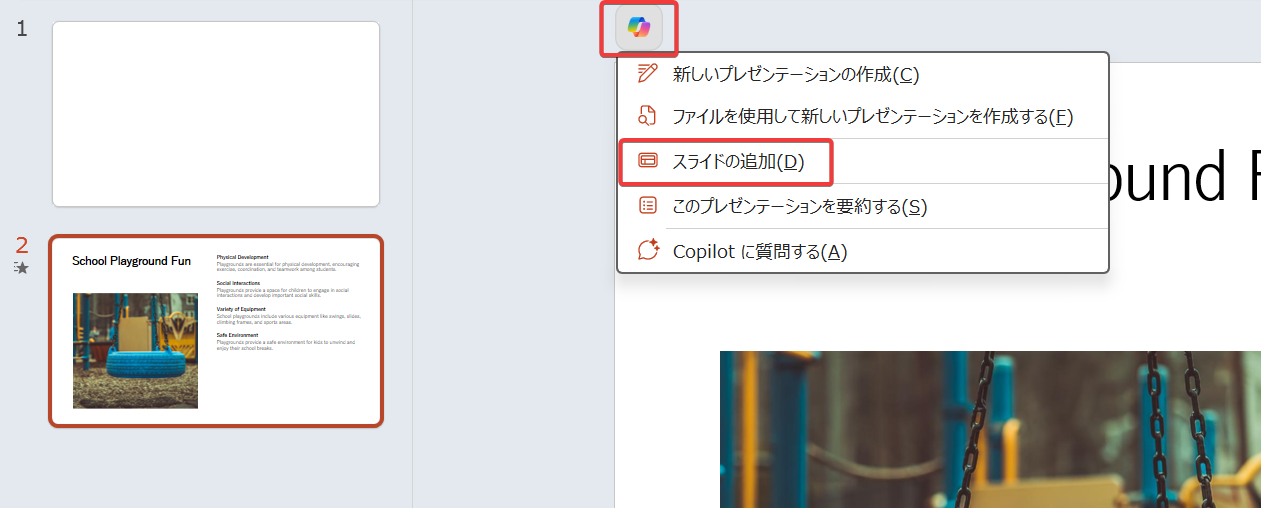 1
2
School Playground Fun
Physical Development
Playgrounds are essential for physical development, encouraging
exercise, coordination, and teamwork among students.
Social Interactions
Playgrounds provide a space for children to engage in social
interactions and develop important social skills.
Variety of Equipment
School playgrounds include various equipment like swings, slides,
climbing frames, and sports areas.
Safe Environment
Playgrounds provide a safe environment for kids to unwind and
enjoy their school breaks.
新しいプレゼンテーションの作成(C)
ファイルを使用して新しいプレゼンテーションを作成する(F)
スライドの追加(D)
このプレゼンテーションを要約する(S)
Copilot に質問する(A)
ound F